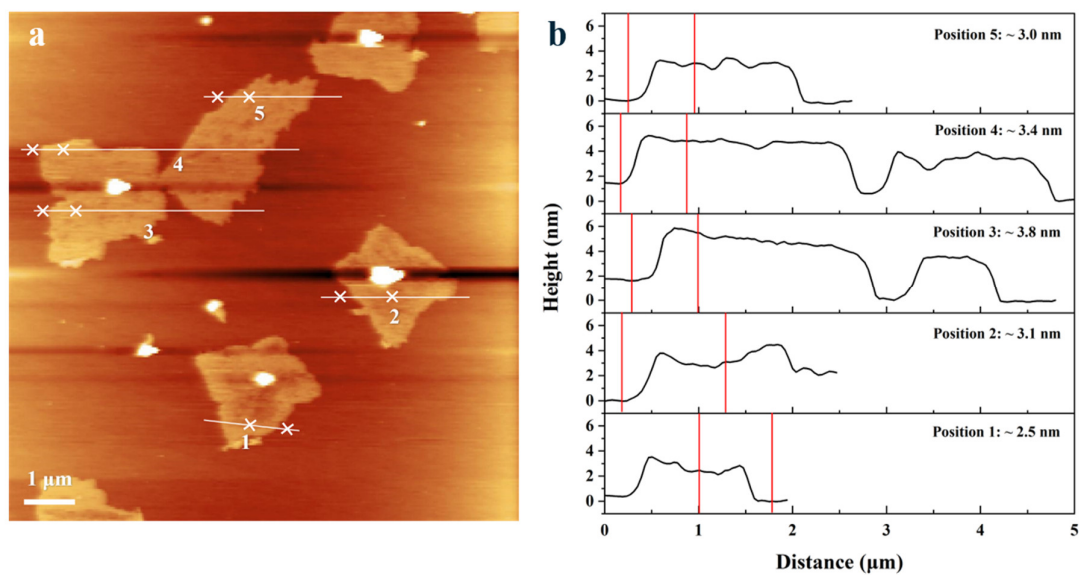 a
5
4
3
2
1
1 µm
b
Height (nm)
Position 5: ~ 3.0 nm
6
4
2
0
Position 4: ~ 3.4 nm
6
4
2
0
Position 3: ~ 3.8 nm
6
4
2
0
Position 2: ~ 3.1 nm
6
4
2
0
Position 1: ~ 2.5 nm
6
4
2
0
0 1 2 3 4 5
Distance (µm)